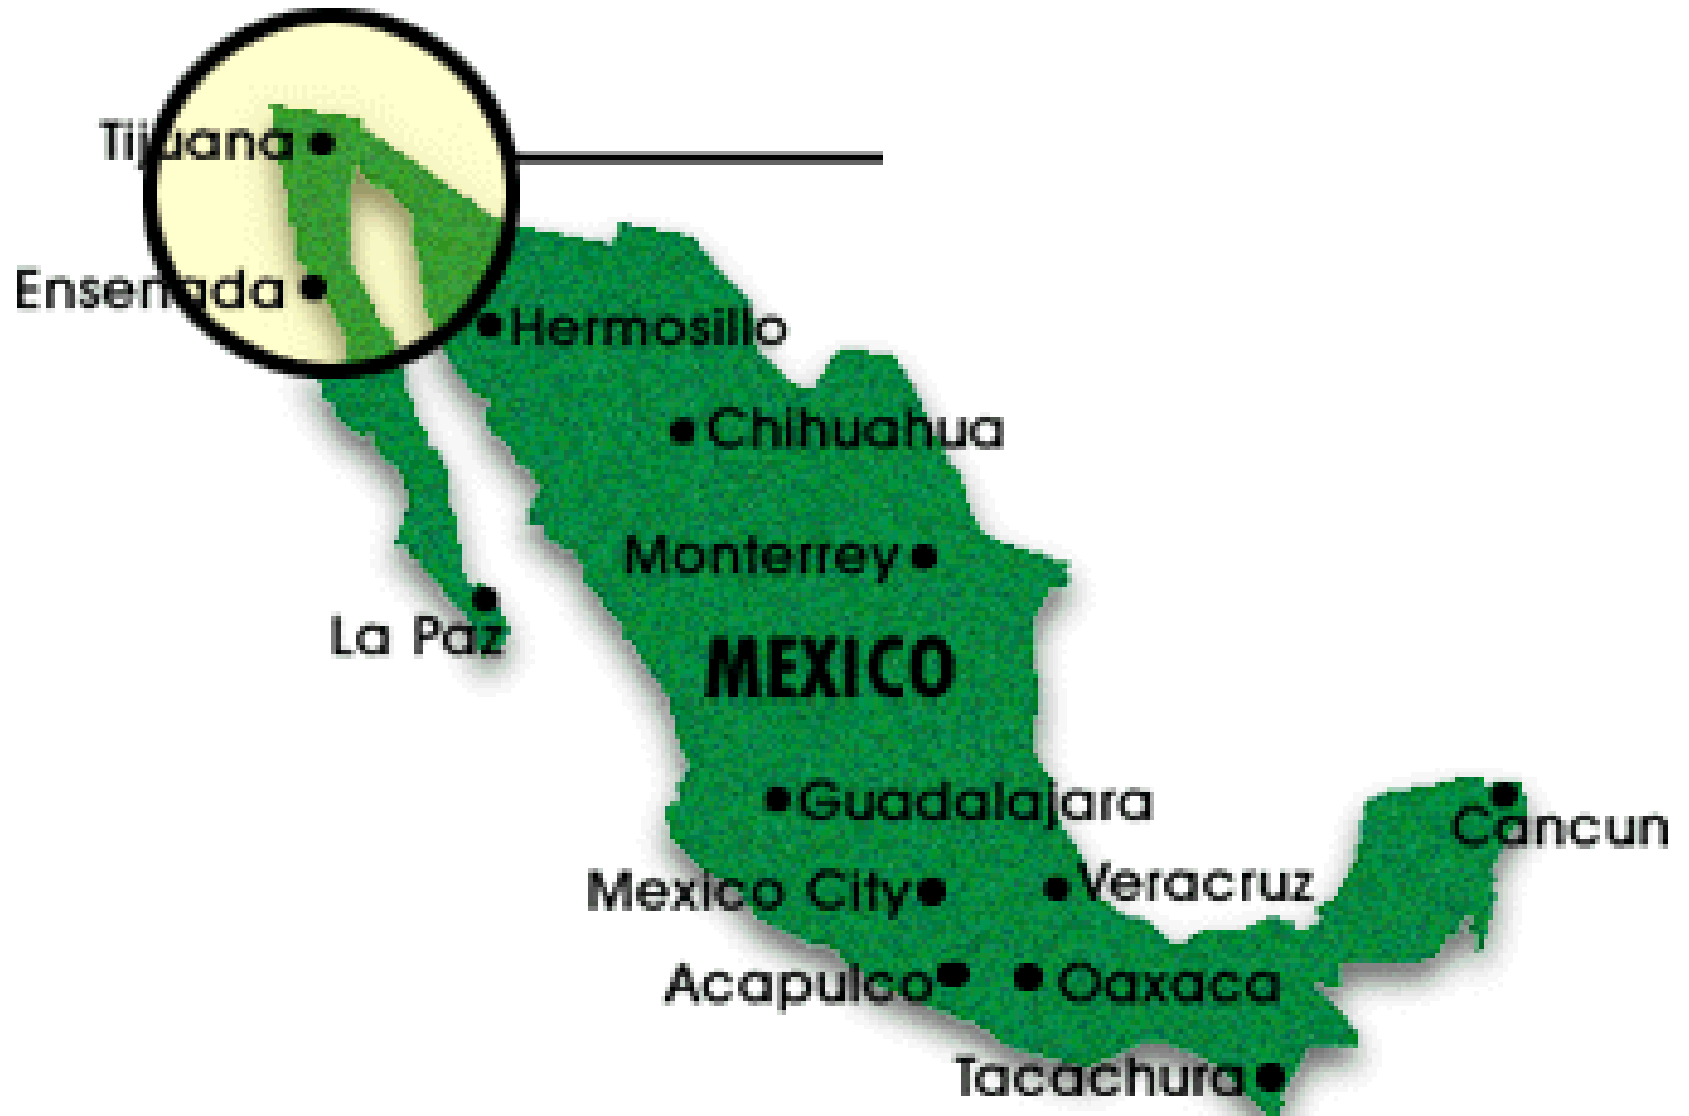 Tijuana
Ensenada
Hermosillo
Chihuahua
Monterrey
La Paz
MEXICO
Guadalajara
Cancun
Mexico City
Veracruz
Acapulco
Oaxaca
Tacachura